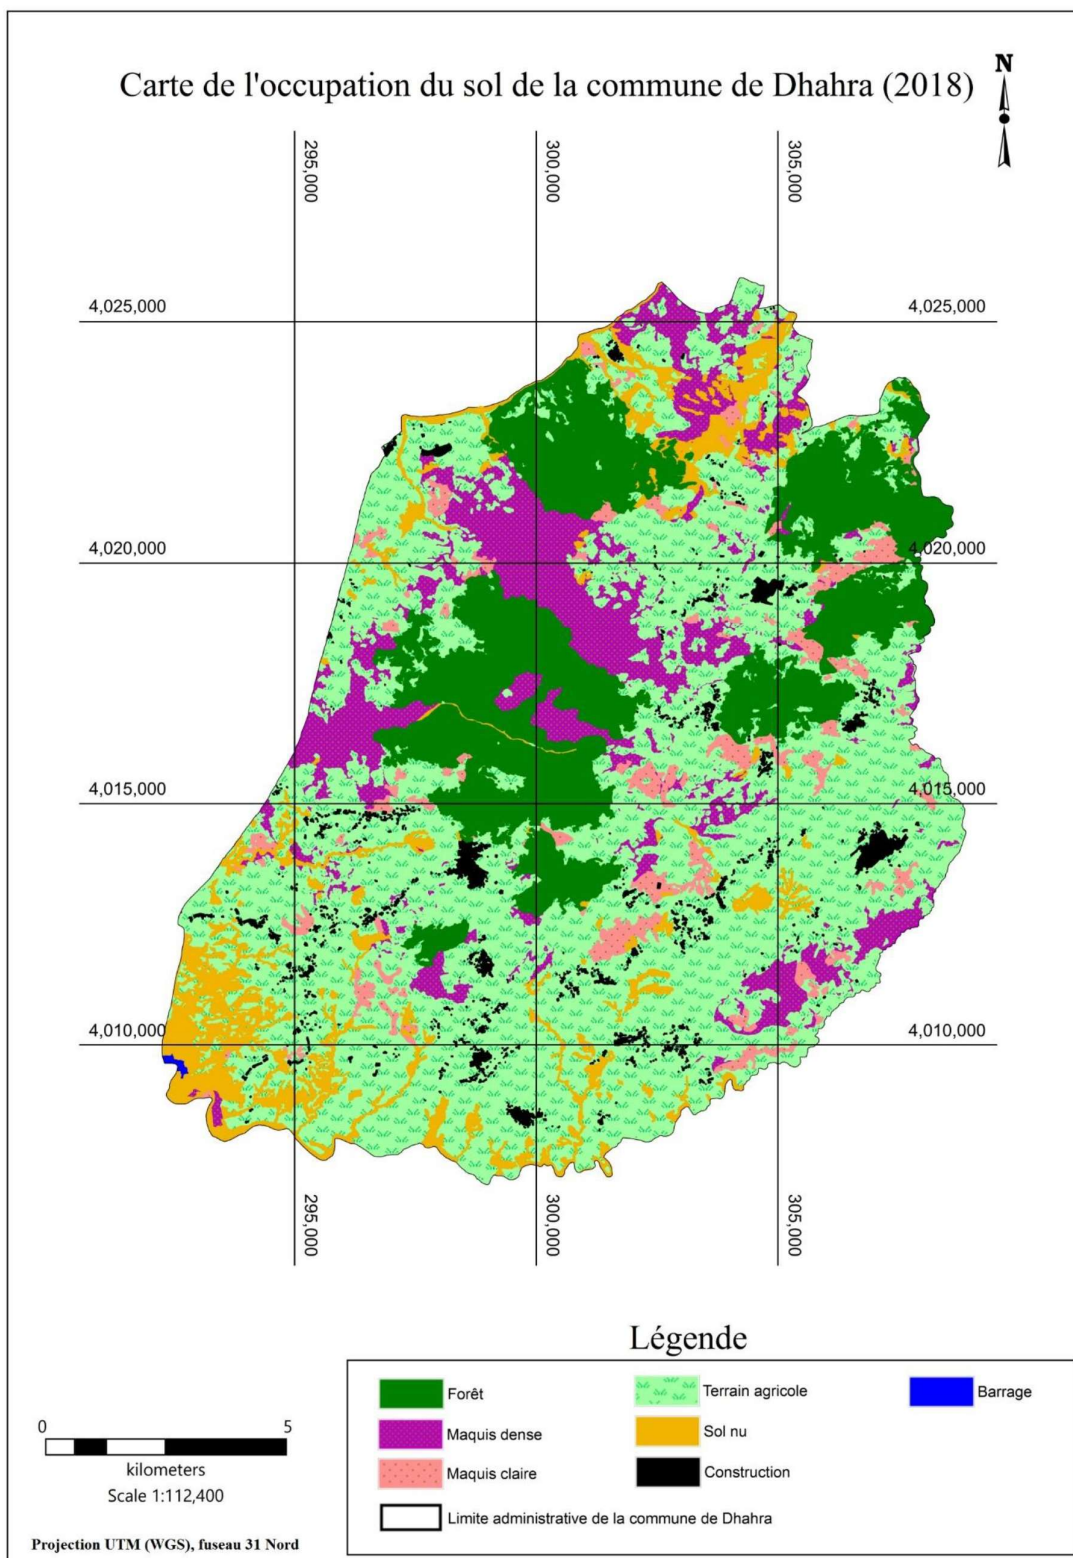 Carte de l'occupation du sol de la commune de Dhahra (2018)
N
295,000
300,000
305,000
4,025,000
4,025,000
4,020,000
4,020,000
4,015,000
4,015,000
4,010,000
4,010,000
295,000
300,000
305,000
Légende
Forêt
Terrain agricole
Barrage
Maquis dense
Sol nu
Maquis claire
Construction
Limite administrative de la commune de Dhahra
0 5
kilometers
Scale 1:112,400
Projection UTM (WGS), fuseau 31 Nord